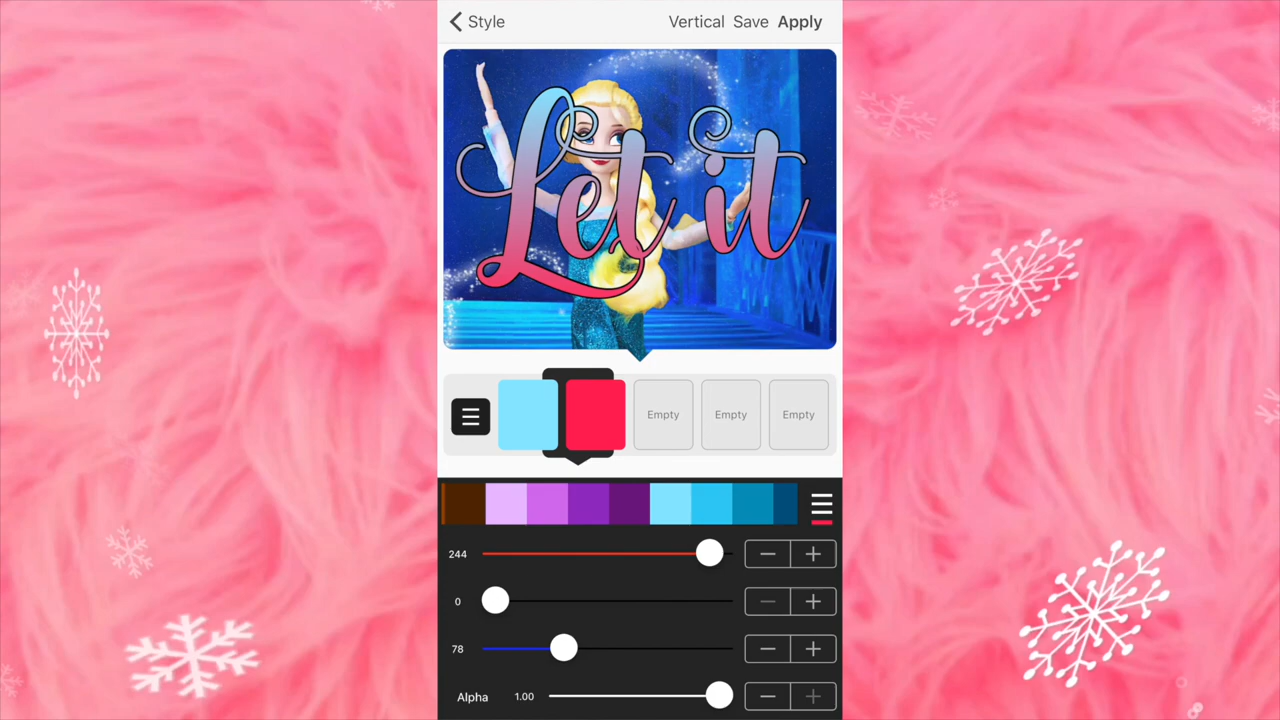 Style Vertical Save Apply
Let it
Empty Empty Empty
244
0
78
Alpha 1.00